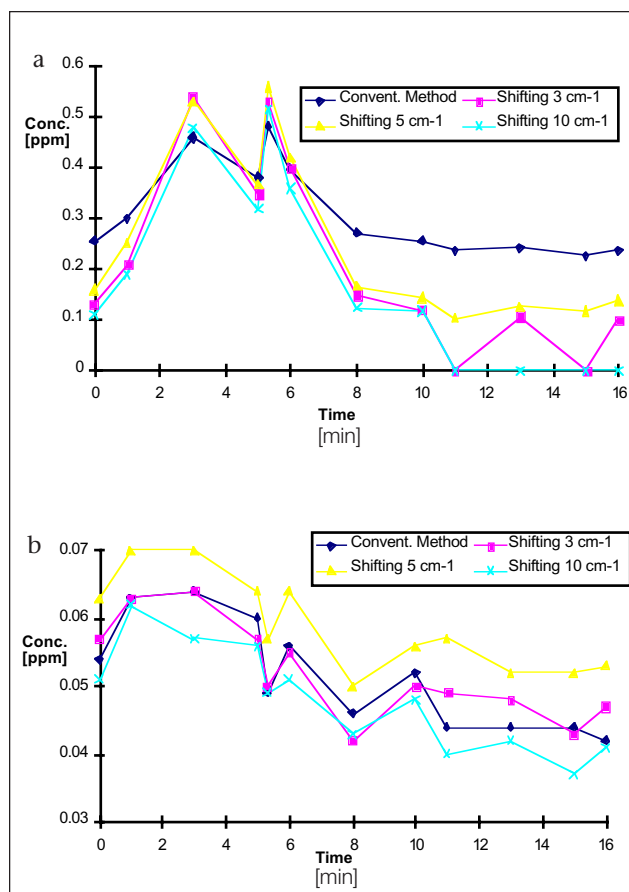 a
0.6
Convent. Method Shifting 3 cm-1
Shifting 5 cm-1 Shifting 10 cm-1
0.5
Conc.
[ppm]
0.4
0.3
0.2
0.1
0
0 2 4 6 8 10 12 14 16
Time
[min]
b
Convent. Method Shifting 3 cm-1
Shifting 5 cm-1 Shifting 10 cm-1
0.07
0.06
Conc.
[ppm]
0.05
0.04
0.03
0 2 4 6 8 10 12 14 16
Time
[min]